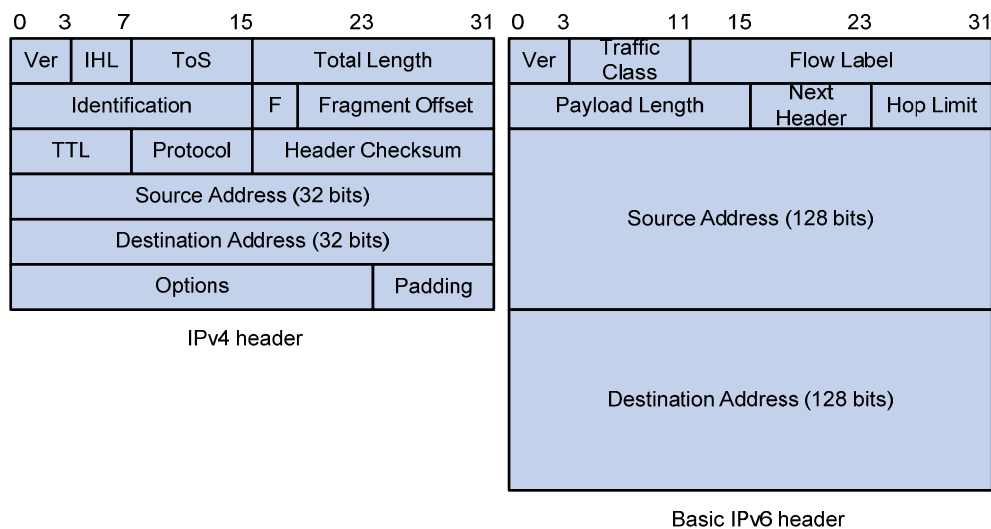 0 3 7 15 23 31
Ver IHL ToS Total Length
Identification F Fragment Offset
TTL Protocol Header Checksum
Source Address (32 bits)
Destination Address (32 bits)
Options Padding
IPv4 header
0 3 11 15 23 31
Ver Traffic Class Flow Label
Payload Length Next Header Hop Limit
Source Address (128 bits)
Destination Address (128 bits)
Basic IPv6 header